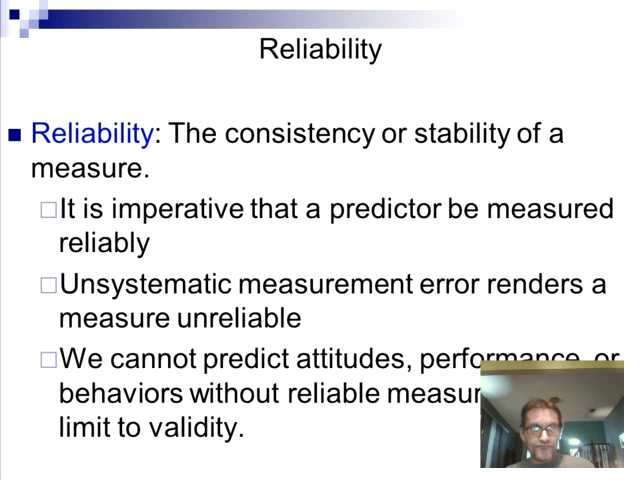 Reliability
Reliability: The consistency or stability of a
measure.
It is imperative that a predictor be measured
reliably
Unsystematic measurement error renders a
measure unreliable
We cannot predict attitudes, performance, or
behaviors without reliable
limit to validity.